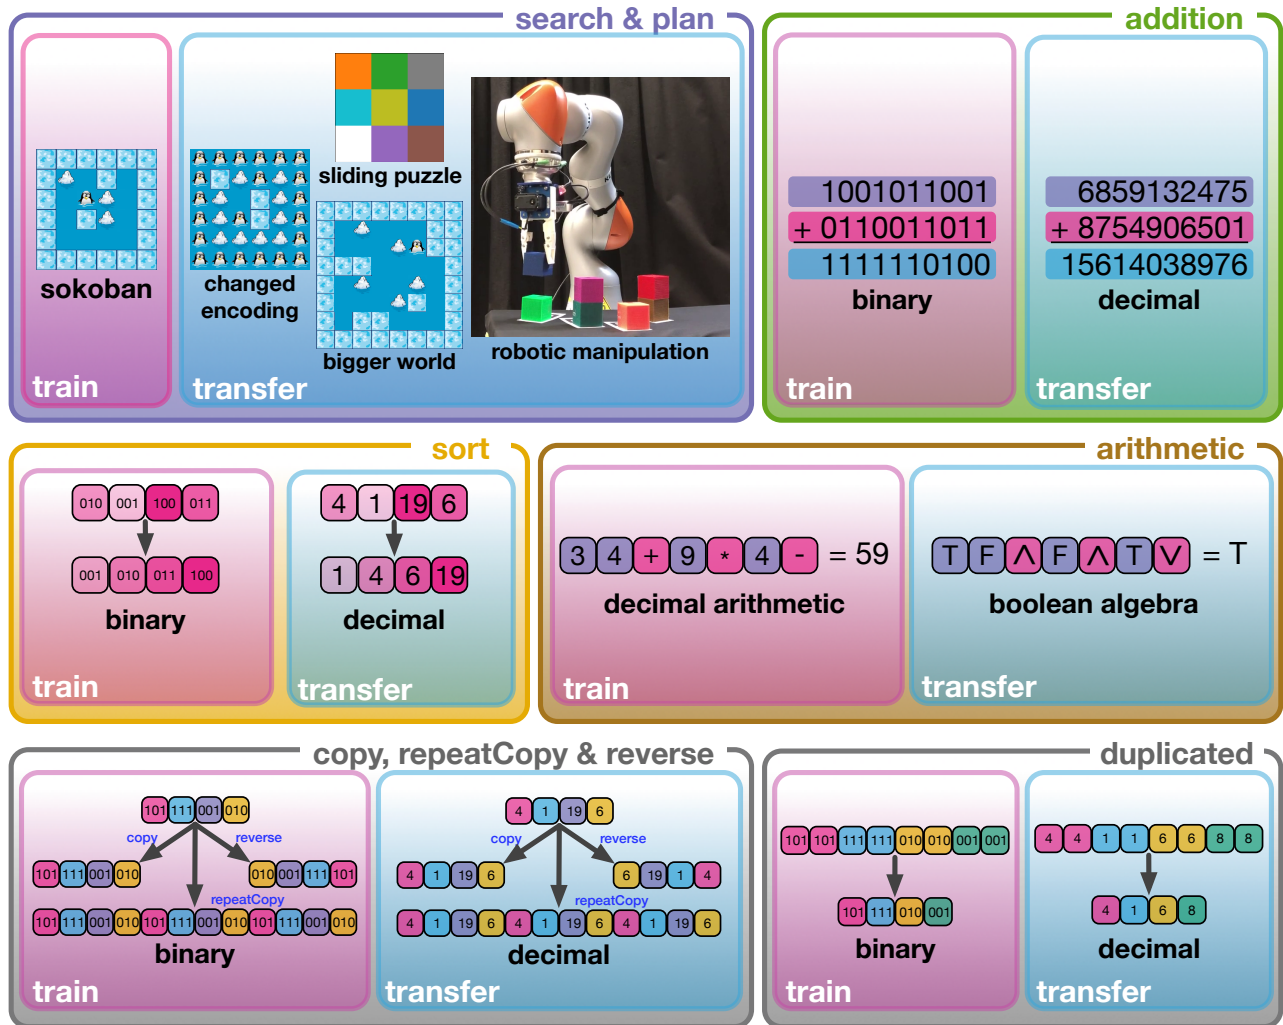 search & plan
sokoban
train
changed
encoding
sliding puzzle
bigger world
robotic manipulation
transfer
addition
1001011001
+ 0110011011
1111110100
binary
train
6859132475
+ 8754906501
15614038976
decimal
transfer
sort
010 001 100 011
001 010 011 100
binary
train
4 1 19 6
1 4 6 19
decimal
transfer
arithmetic
3 4 + 9 * 4 - = 59
decimal arithmetic
train
T F ∧ F ∧ T ∨ = T
boolean algebra
transfer
copy, repeatCopy & reverse
101 111 001 010
copy reverse
101 111 001 010 010 001 111 101
repeatCopy
101 111 001 010 101 111 001 010 101 111 001 010
binary
train
4 1 19 6
copy reverse
4 1 19 6 6 19 1 4
repeatCopy
4 1 19 6 4 1 19 6 4 1 19 6
decimal
transfer
duplicated
101 101 111 111 010 010 001 001
101 111 010 001
binary
train
4 4 1 1 6 6 8 8
4 1 6 8
decimal
transfer